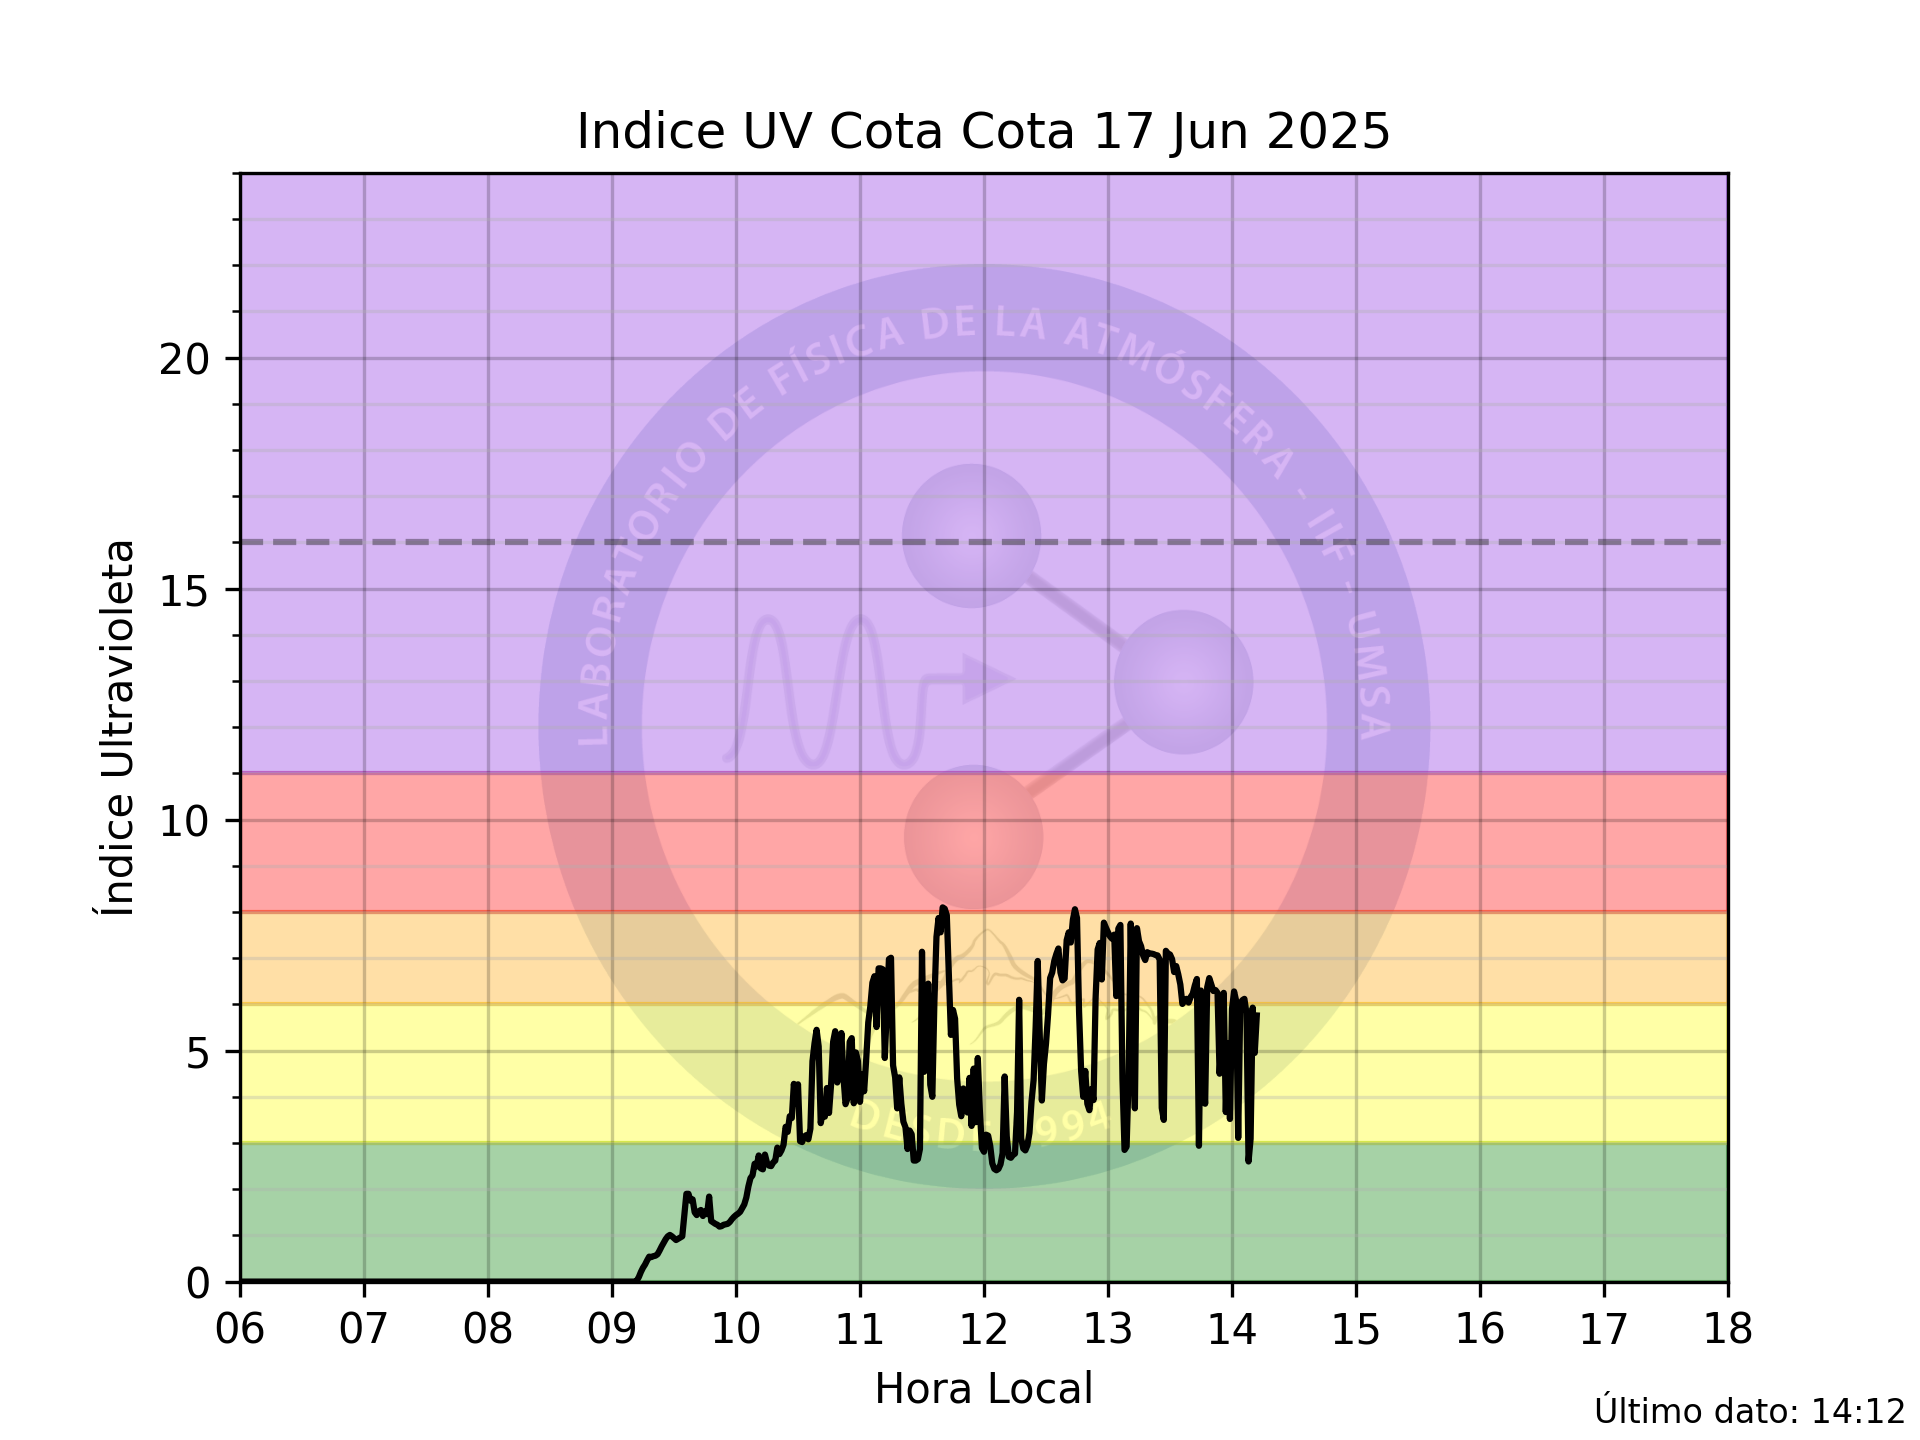 Indice UV Cota Cota 17 Jun 2025
Índice Ultravioleta
20
15
10
5
0
LABORATORIO DE FÍSICA DE LA ATMÓSFERA - IIF - UMSA
DESDE 1994
06 07 08 09 10 11 12 13 14 15 16 17 18
Hora Local
Último dato: 14:12